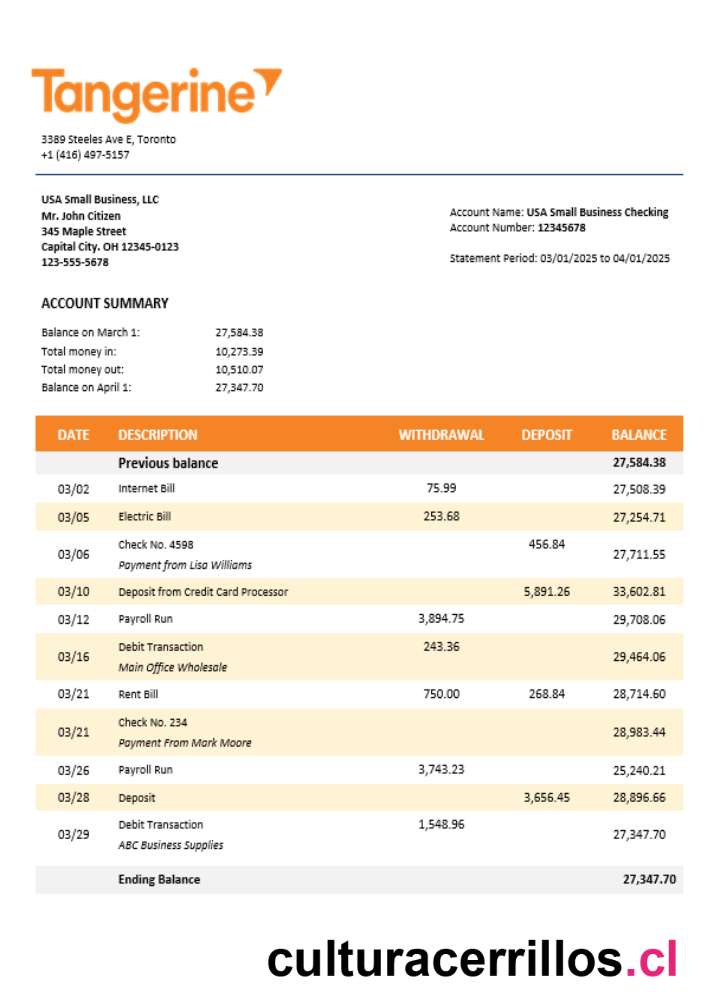 Tangerine
3389 Steeles Ave E, Toronto
+1 (416) 497-5157
USA Small Business, LLC
Mr. John Citizen
345 Maple Street
Capital City. OH 12345-0123
123-555-5678
Account Name: USA Small Business Checking
Account Number: 12345678
Statement Period: 03/01/2025 to 04/01/2025
ACCOUNT SUMMARY
Balance on March 1: 27,584.38
Total money in: 10,273.39
Total money out: 10,510.07
Balance on April 1: 27,347.70
DATE DESCRIPTION WITHDRAWAL DEPOSIT BALANCE
Previous balance 27,584.38
03/02 Internet Bill 75.99 27,508.39
03/05 Electric Bill 253.68 27,254.71
03/06 Check No. 4598 456.84 27,711.55
Payment from Lisa Williams
03/10 Deposit from Credit Card Processor 5,891.26 33,602.81
03/12 Payroll Run 3,894.75 29,708.06
03/16 Debit Transaction 243.36 29,464.06
Main Office Wholesale
03/21 Rent Bill 750.00 268.84 28,714.60
03/21 Check No. 234 28,983.44
Payment From Mark Moore
03/26 Payroll Run 3,743.23 25,240.21
03/28 Deposit 3,656.45 28,896.66
03/29 Debit Transaction 1,548.96 27,347.70
ABC Business Supplies
Ending Balance 27,347.70
culturacerrillos.cl